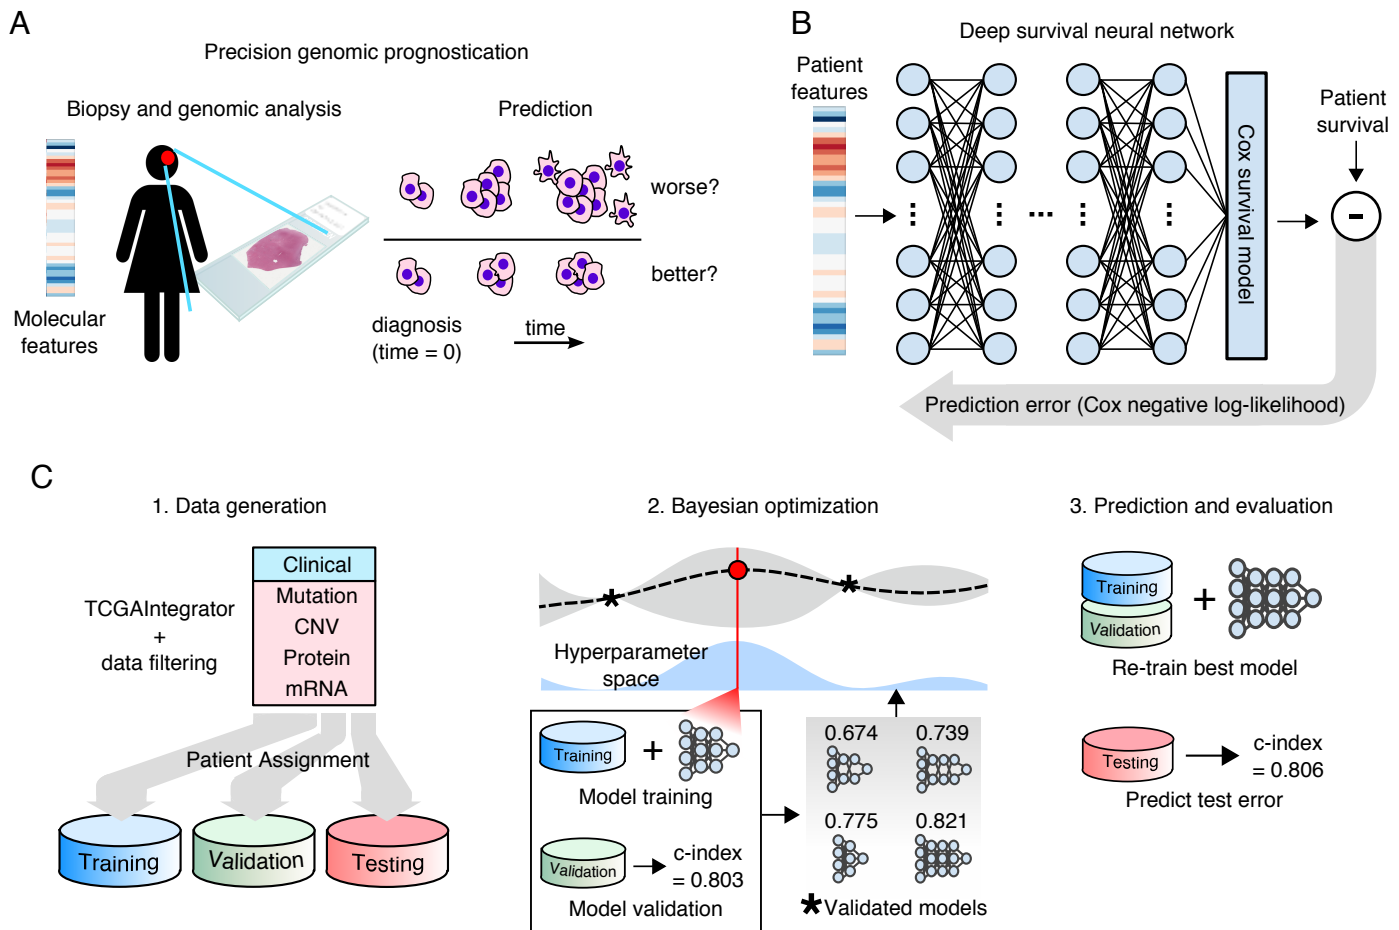 A
Precision genomic prognostication
Biopsy and genomic analysis
Prediction
worse?
better?
Molecular
features
diagnosis
(time = 0)
time
B
Deep survival neural network
Patient
features
Cox survival model
Patient
survival
-
Prediction error (Cox negative log-likelihood)
C
1. Data generation
TCGAIntegrator
+
data filtering
Clinical
Mutation
CNV
Protein
mRNA
Patient Assignment
Training
Validation
Testing
2. Bayesian optimization
Hyperparameter
space
Training
+
Model training
Validation
c-index
= 0.803
Model validation
0.674
0.739
0.775
0.821
*Validated models
3. Prediction and evaluation
Training
Validation
+
Re-train best model
Testing
c-index
= 0.806
Predict test error